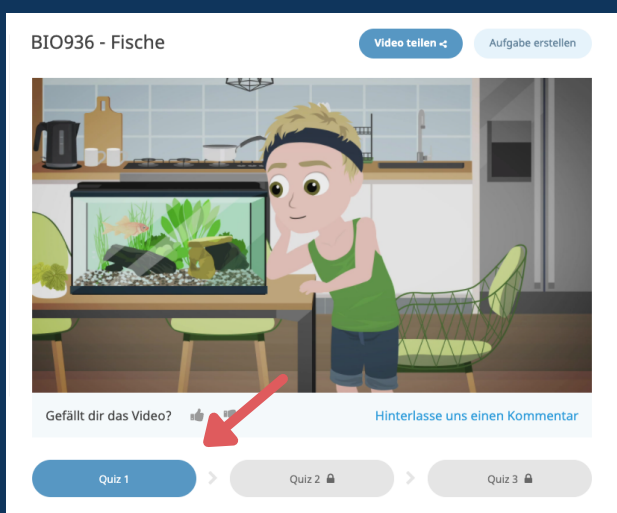 BIO936 - Fische
Video teilen
Aufgabe erstellen
Gefällt dir das Video?
Hinterlasse uns einen Kommentar
Quiz 1
Quiz 2
Quiz 3